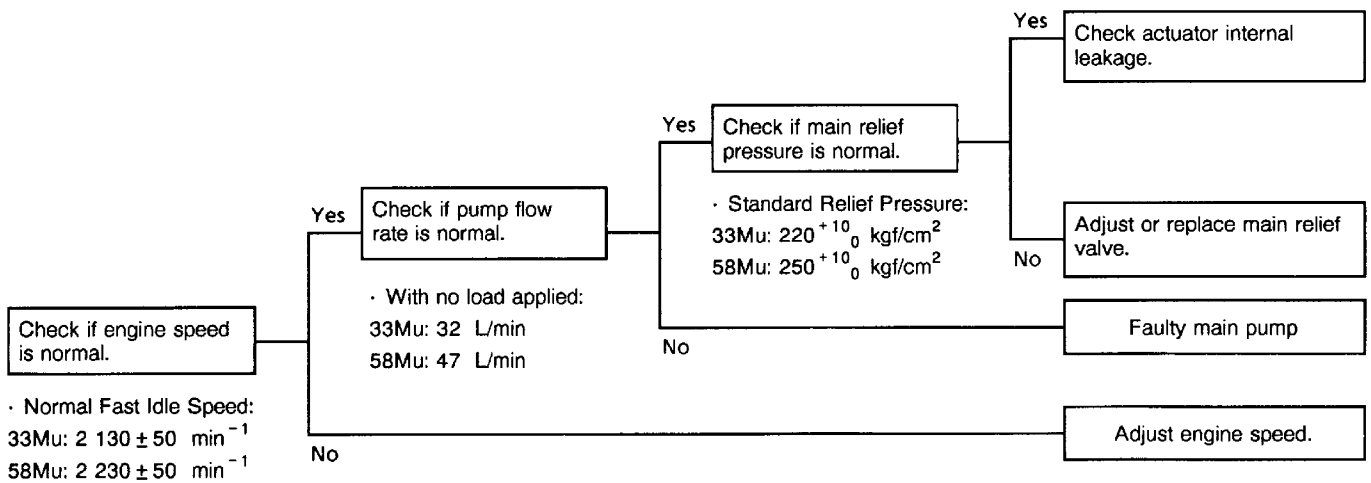 Check if engine speed
is normal.
· Normal Fast Idle Speed:
33Mu: 2 130 ± 50 min⁻¹
58Mu: 2 230 ± 50 min⁻¹
Yes
No
Check if pump flow
rate is normal.
· With no load applied:
33Mu: 32 L/min
58Mu: 47 L/min
Yes
No
Check if main relief
pressure is normal.
· Standard Relief Pressure:
33Mu: 220 ⁺¹⁰₀ kgf/cm²
58Mu: 250 ⁺¹⁰₀ kgf/cm²
Yes
No
Check actuator internal
leakage.
Adjust or replace main relief
valve.
Faulty main pump
Adjust engine speed.